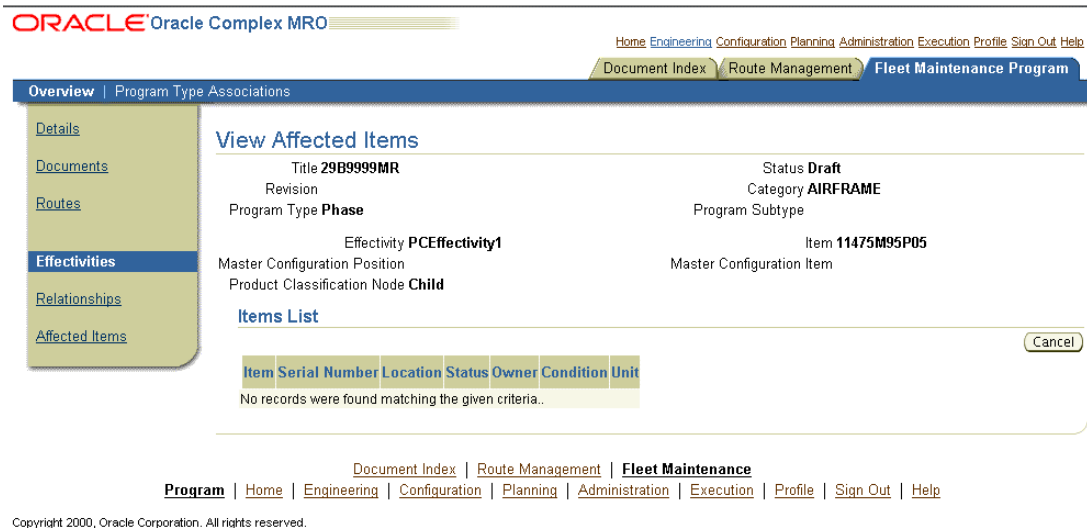 ORACLE® Oracle Complex MRO
Home Engineering Configuration Planning Administration Execution Profile Sign Out Help
Document Index Route Management Fleet Maintenance Program
Overview | Program Type Associations
Details
Documents
Routes
Effectivities
Relationships
Affected Items
View Affected Items
Title 29B9999MR Status Draft
Revision Category AIRFRAME
Program Type Phase Program Subtype
Effectivity PCEffectivity1 Item 11475M95P05
Master Configuration Position Master Configuration Item
Product Classification Node Child
Items List
Cancel
Item Serial Number Location Status Owner Condition Unit
No records were found matching the given criteria..
Document Index | Route Management | Fleet Maintenance
Program | Home | Engineering | Configuration | Planning | Administration | Execution | Profile | Sign Out | Help
Copyright 2000, Oracle Corporation. All rights reserved.